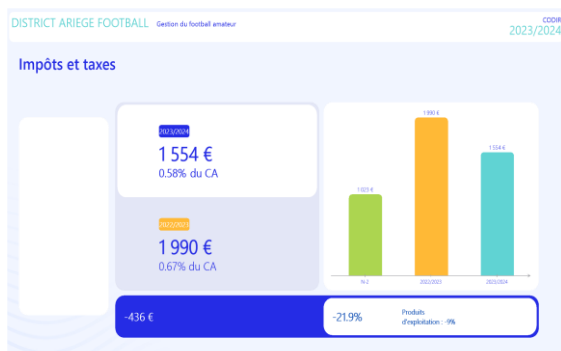 DISTRICT ARIEGE FOOTBALL Gestion du football amateur
CODIR
2023/2024
Impôts et taxes
2023/2024
1 554 €
0.58% du CA
2022/2023
1 990 €
0.67% du CA
1 023 €
1 990 €
1 554 €
N-2 2022/2023 2023/2024
-436 €
-21.9%
Produits
d'exploitation : -9%